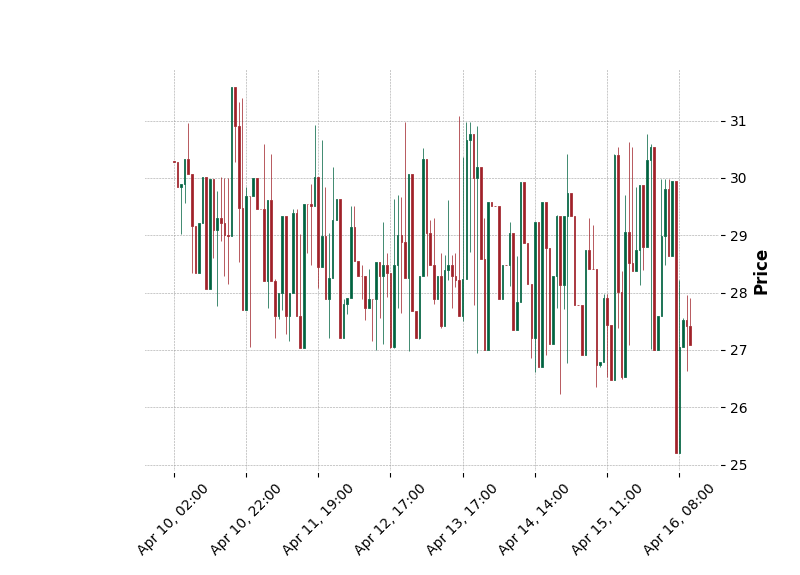 31
30
29
28
27
26
25
Price
Apr 10, 02:00
Apr 10, 22:00
Apr 11, 19:00
Apr 12, 17:00
Apr 13, 17:00
Apr 14, 14:00
Apr 15, 11:00
Apr 16, 08:00